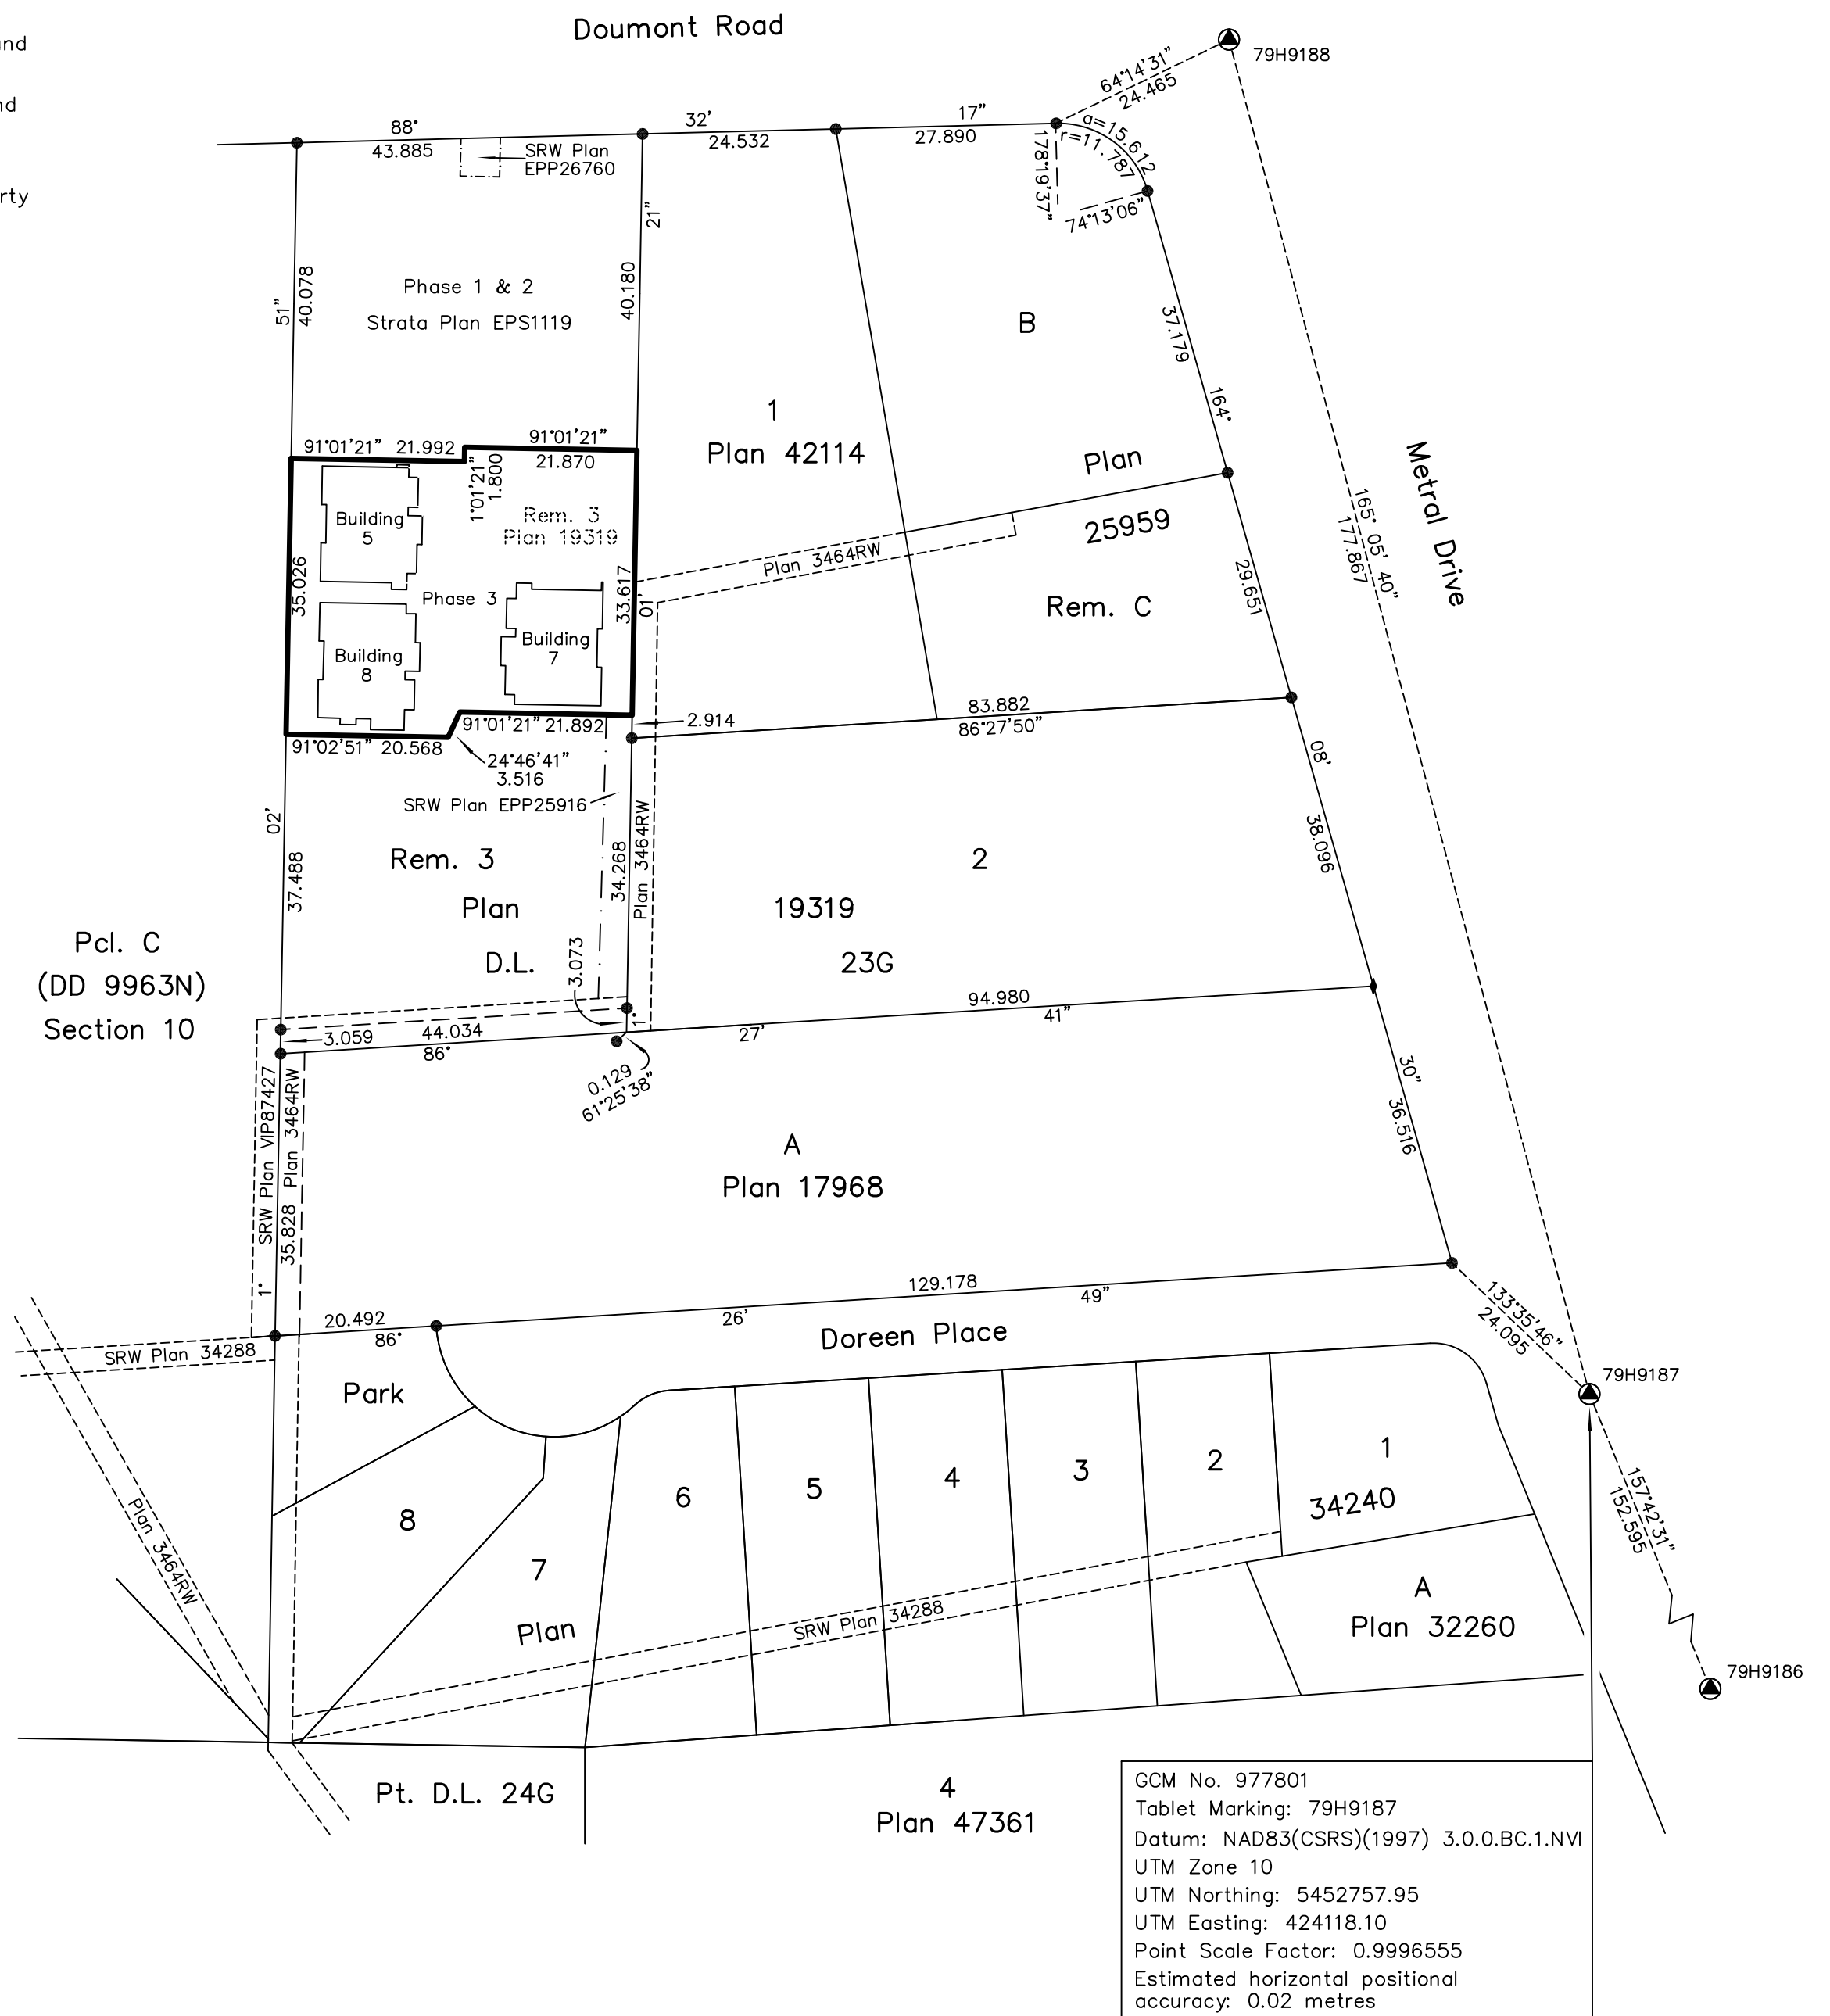 und
nd
rty
Doumont Road
79H9188
64°14'31"
24.465
88°
43.885
32'
24.532
17"
27.890
SRW Plan
EPP26760
a=15.612
r=11.787
178°19'37"
74°13'06"
21"
51"
40.078
40.180
Phase 1 & 2
Strata Plan EPS1119
B
37.179
164°
1
Plan 42114
Plan
25959
Metral Drive
165° 05' 40"
177.867
91°01'21" 21.992
91°01'21"
21.870
1°01'21"
1.800
Rem. 3
Plan 19319
Building
5
Plan 3464RW
35.026
Phase 3
33.617
01'
29.651
Rem. C
Building
7
Building
8
2.914
83.882
86°27'50"
91°01'21" 21.892
91°02'51" 20.568
24°46'41"
3.516
08'
SRW Plan EPP25916
02'
38.096
37.488
34.268
Plan 3464RW
Rem. 3
2
Plan
19319
D.L.
23G
Pcl. C
(DD 9963N)
Section 10
3.073
94.980
41"
1°
27'
3.059
44.034
86°
0.129
61°25'38"
30"
36.516
SRW Plan VIP87427
Plan 3464RW
35.828
1°
A
Plan 17968
129.178
49"
20.492
86°
26'
133°35'46"
24.095
SRW Plan 34288
Doreen Place
79H9187
Park
1
2
3
4
5
6
34240
8
7
Plan
157°42'31"
152.595
Plan 3464RW
SRW Plan 34288
A
Plan 32260
79H9186
Pt. D.L. 24G
4
Plan 47361
GCM No. 977801
Tablet Marking: 79H9187
Datum: NAD83(CSRS)(1997) 3.0.0.BC.1.NVI
UTM Zone 10
UTM Northing: 5452757.95
UTM Easting: 424118.10
Point Scale Factor: 0.9996555
Estimated horizontal positional
accuracy: 0.02 metres